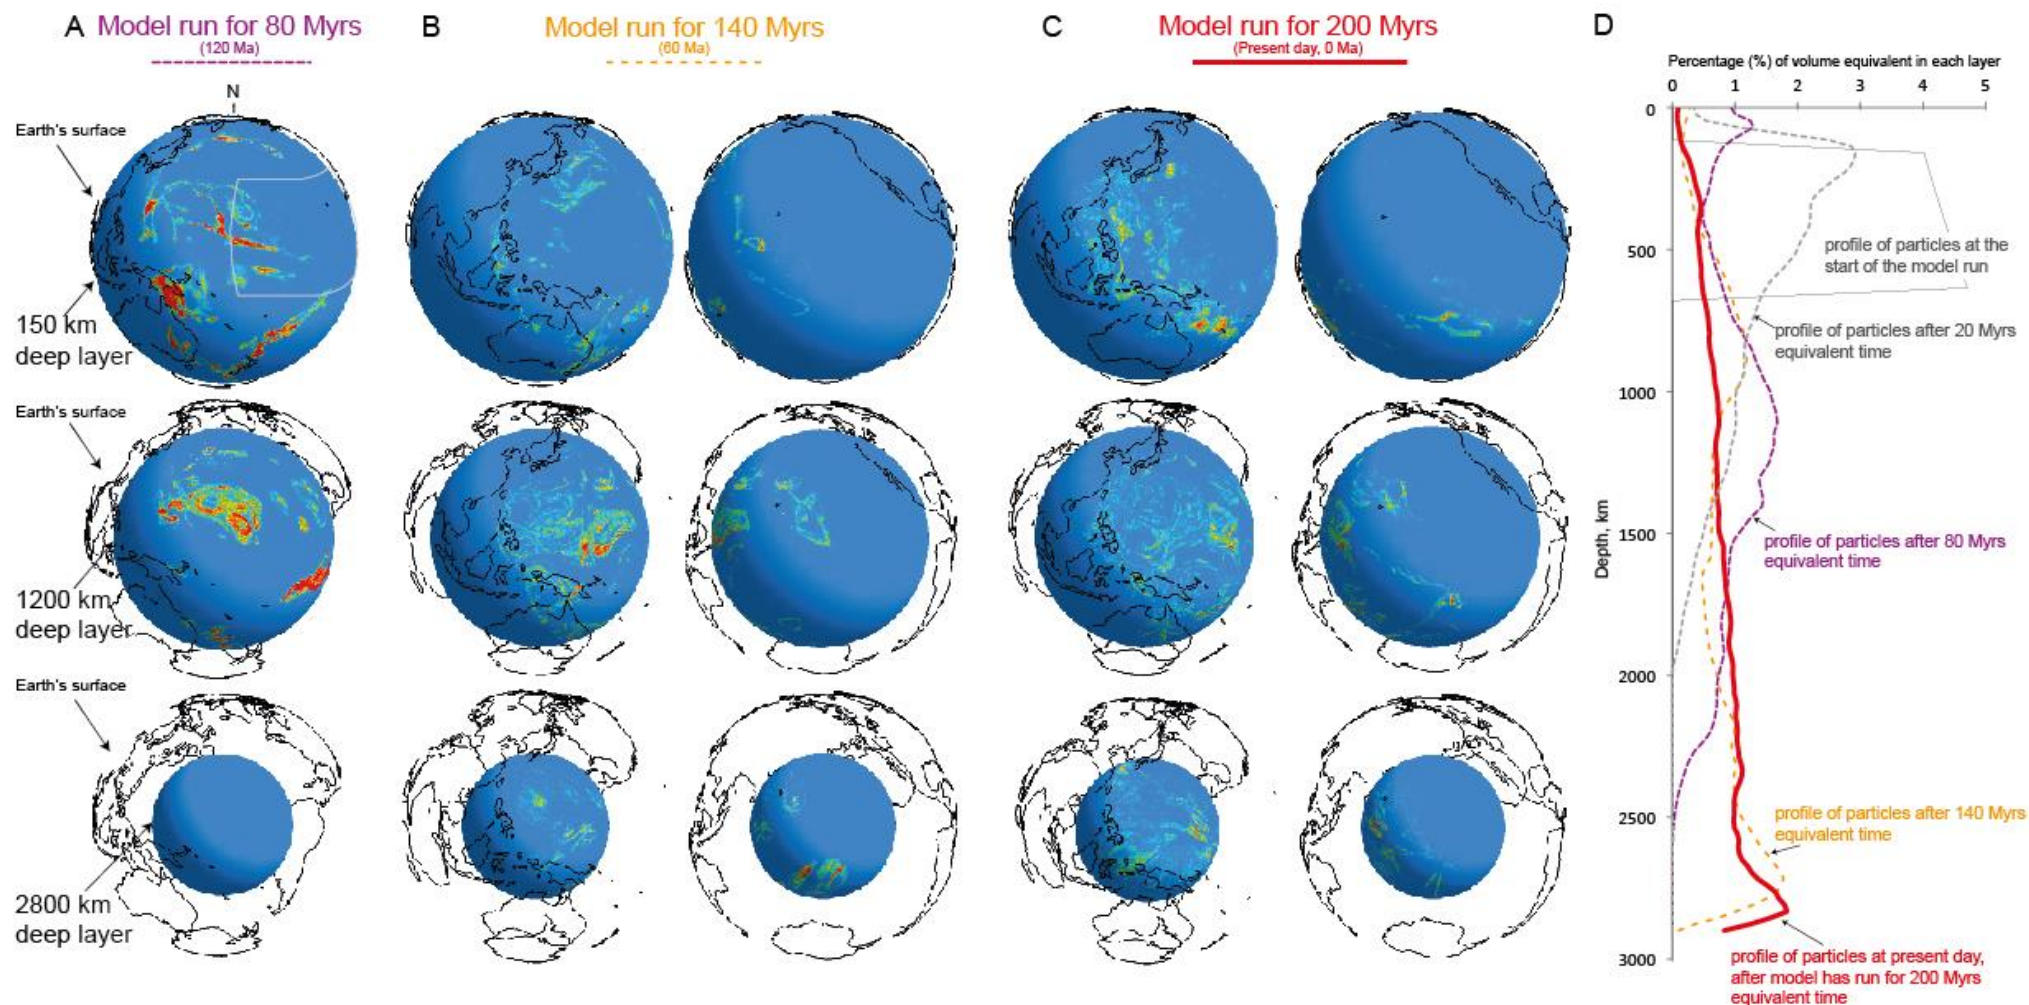 A Model run for 80 Myrs
(120 Ma)
B Model run for 140 Myrs
(60 Ma)
C Model run for 200 Myrs
(Present day, 0 Ma)
D
N
Earth's surface
150 km
deep layer
Earth's surface
1200 km
deep layer
Earth's surface
2800 km
deep layer
Percentage (%) of volume equivalent in each layer
0 1 2 3 4 5
0
500
1000
1500
2000
2500
3000
Depth, km
profile of particles at the
start of the model run
profile of particles after 20 Myrs
equivalent time
profile of particles after 80 Myrs
equivalent time
profile of particles after 140 Myrs
equivalent time
profile of particles at present day,
after model has run for 200 Myrs
equivalent time